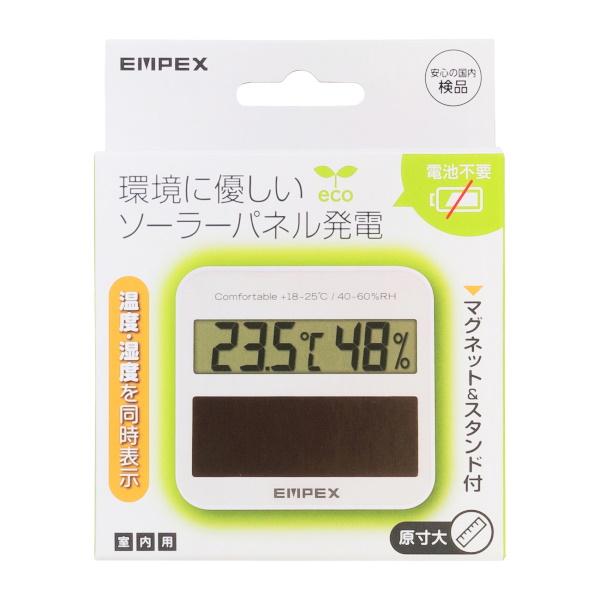 EMPEX
安心の国内
検品
環境に優しい
eco
ソーラーパネル発電
電池不要
温度・湿度を同時表示
Comfortable +18-25℃ / 40-60%RH
23.5℃ 48%
EMPEX
マグネット&スタンド付
室内用
原寸大